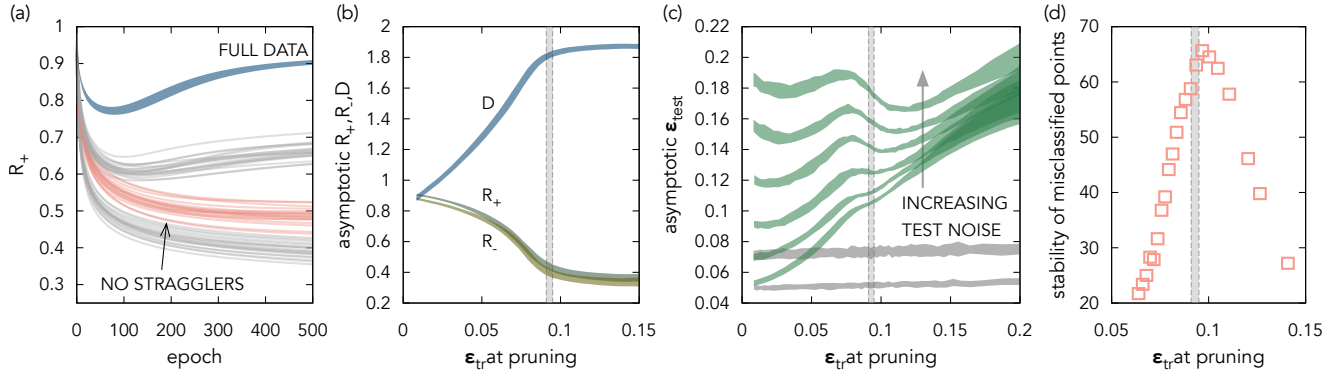 (a)
1
0.9
0.8
0.7
0.6
0.5
0.4
0.3
R+
FULL DATA
NO STRAGGLERS
0 100 200 300 400 500
epoch
(b)
2
1.8
1.6
1.4
1.2
1
0.8
0.6
0.4
0.2
asymptotic R+,R-,D
D
R+
R-
0 0.05 0.1 0.15
εtr at pruning
(c)
0.22
0.20
0.18
0.16
0.14
0.12
0.1
0.08
0.06
0.04
asymptotic εtest
INCREASING
TEST NOISE
0 0.05 0.1 0.15 0.2
εtr at pruning
(d)
70
60
50
40
30
20
stability of misclassified points
0.05 0.1 0.15
εtr at pruning